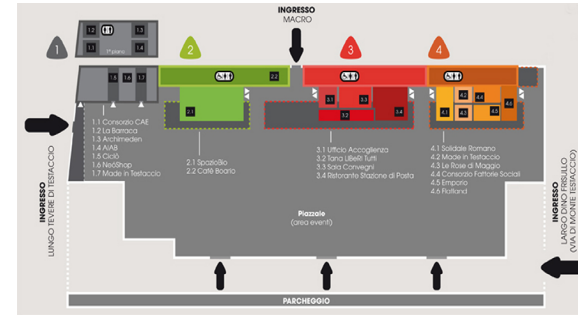 INGRESSO
MACRO
1
2
3
4
1.2
1.3
1.1
1° piano
1.4
1.5
1.6
1.7
2.2
2.1
3.1
3.3
3.2
3.4
4.2
4.4
4.1
4.3
4.5
4.6
1.1 Consorzio CAE
1.2 La Barraca
1.3 Archimeden
1.4 AIAB
1.5 Ciclò
1.6 NeóShop
1.7 Made in Testaccio
2.1 SpazioBio
2.2 Cafè Boario
3.1 Ufficio Accoglienza
3.2 Tana LiBeRi Tutti
3.3 Sala Convegni
3.4 Ristorante Stazione di Posta
4.1 Solidale Romano
4.2 Made in Testaccio
4.3 Le Rose di Maggio
4.4 Consorzio Fattorie Sociali
4.5 Emporio
4.6 Flolland
INGRESSO
LUNGO TEVERE DI TESTACCIO
Piazzale
(area eventi)
INGRESSO
LARGO DINO FRISULLO
(VIA DI MONTE TESTACCIO)
PARCHEGGIO